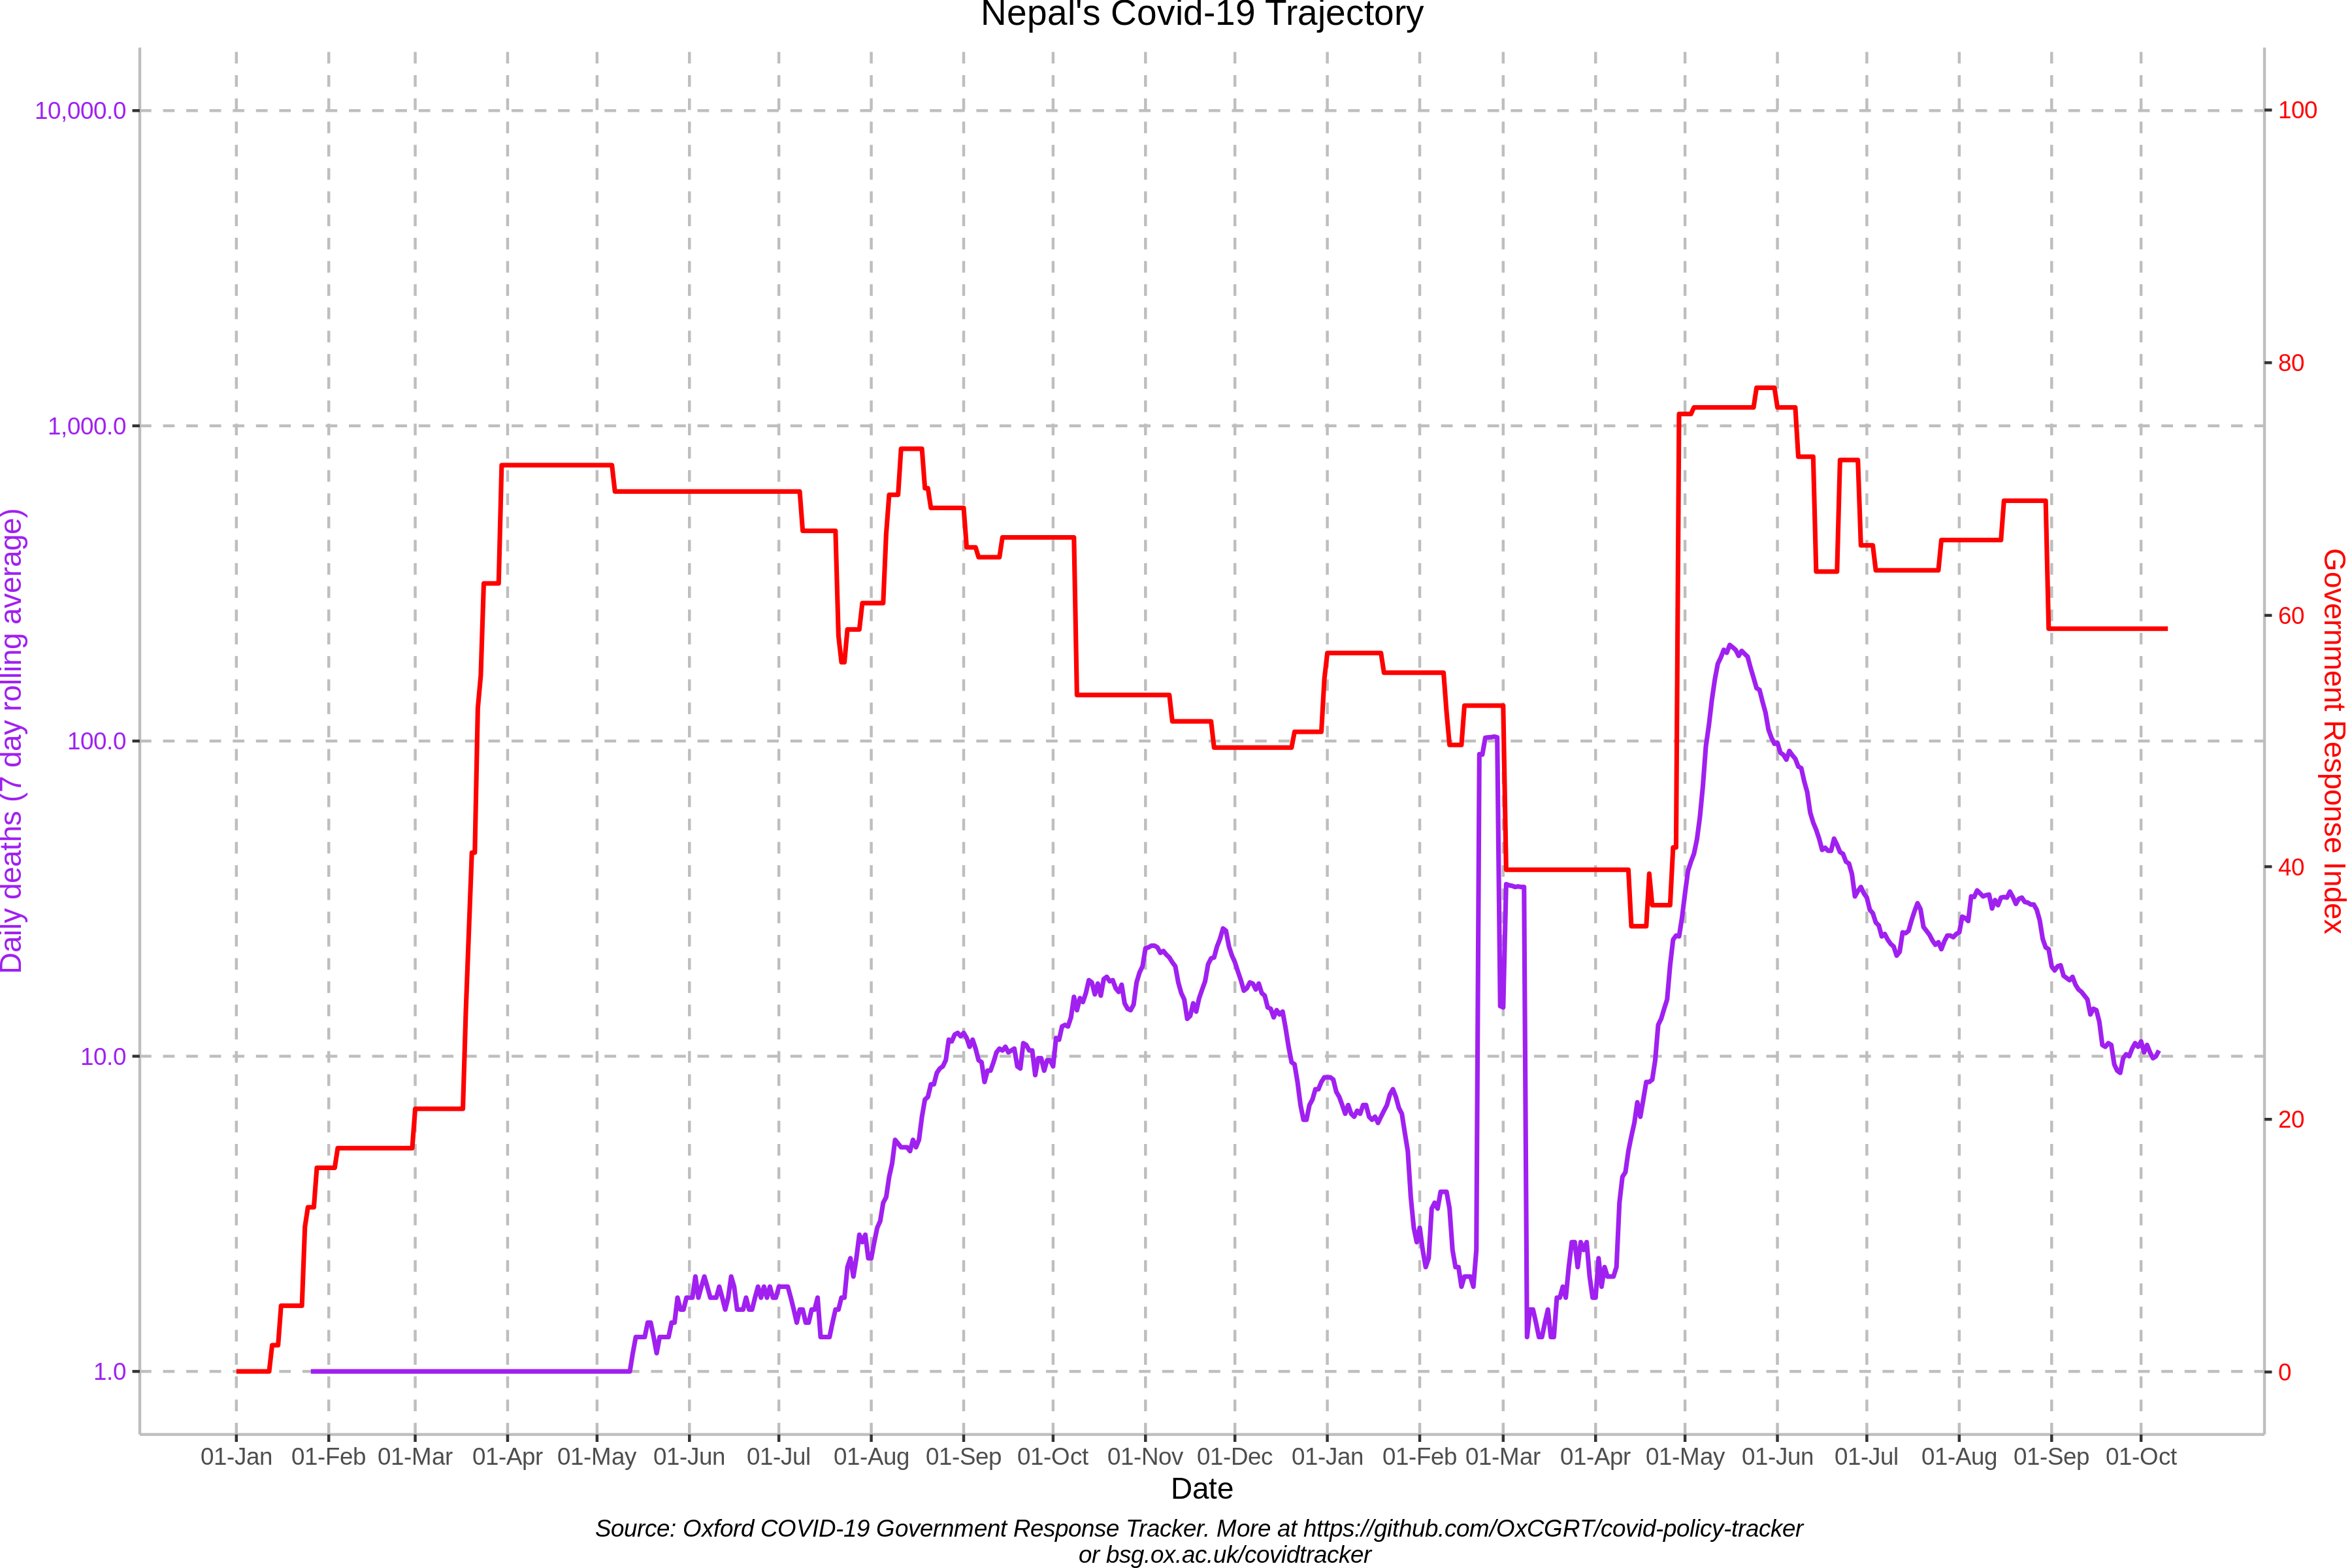 Nepal's Covid-19 Trajectory
10,000.0
1,000.0
100.0
10.0
1.0
Daily deaths (7 day rolling average)
100
80
60
40
20
0
Government Response Index
01-Jan 01-Feb 01-Mar 01-Apr 01-May 01-Jun 01-Jul 01-Aug 01-Sep 01-Oct 01-Nov 01-Dec 01-Jan 01-Feb 01-Mar 01-Apr 01-May 01-Jun 01-Jul 01-Aug 01-Sep 01-Oct
Date
Source: Oxford COVID-19 Government Response Tracker. More at https://github.com/OxCGRT/covid-policy-tracker
or bsg.ox.ac.uk/covidtracker